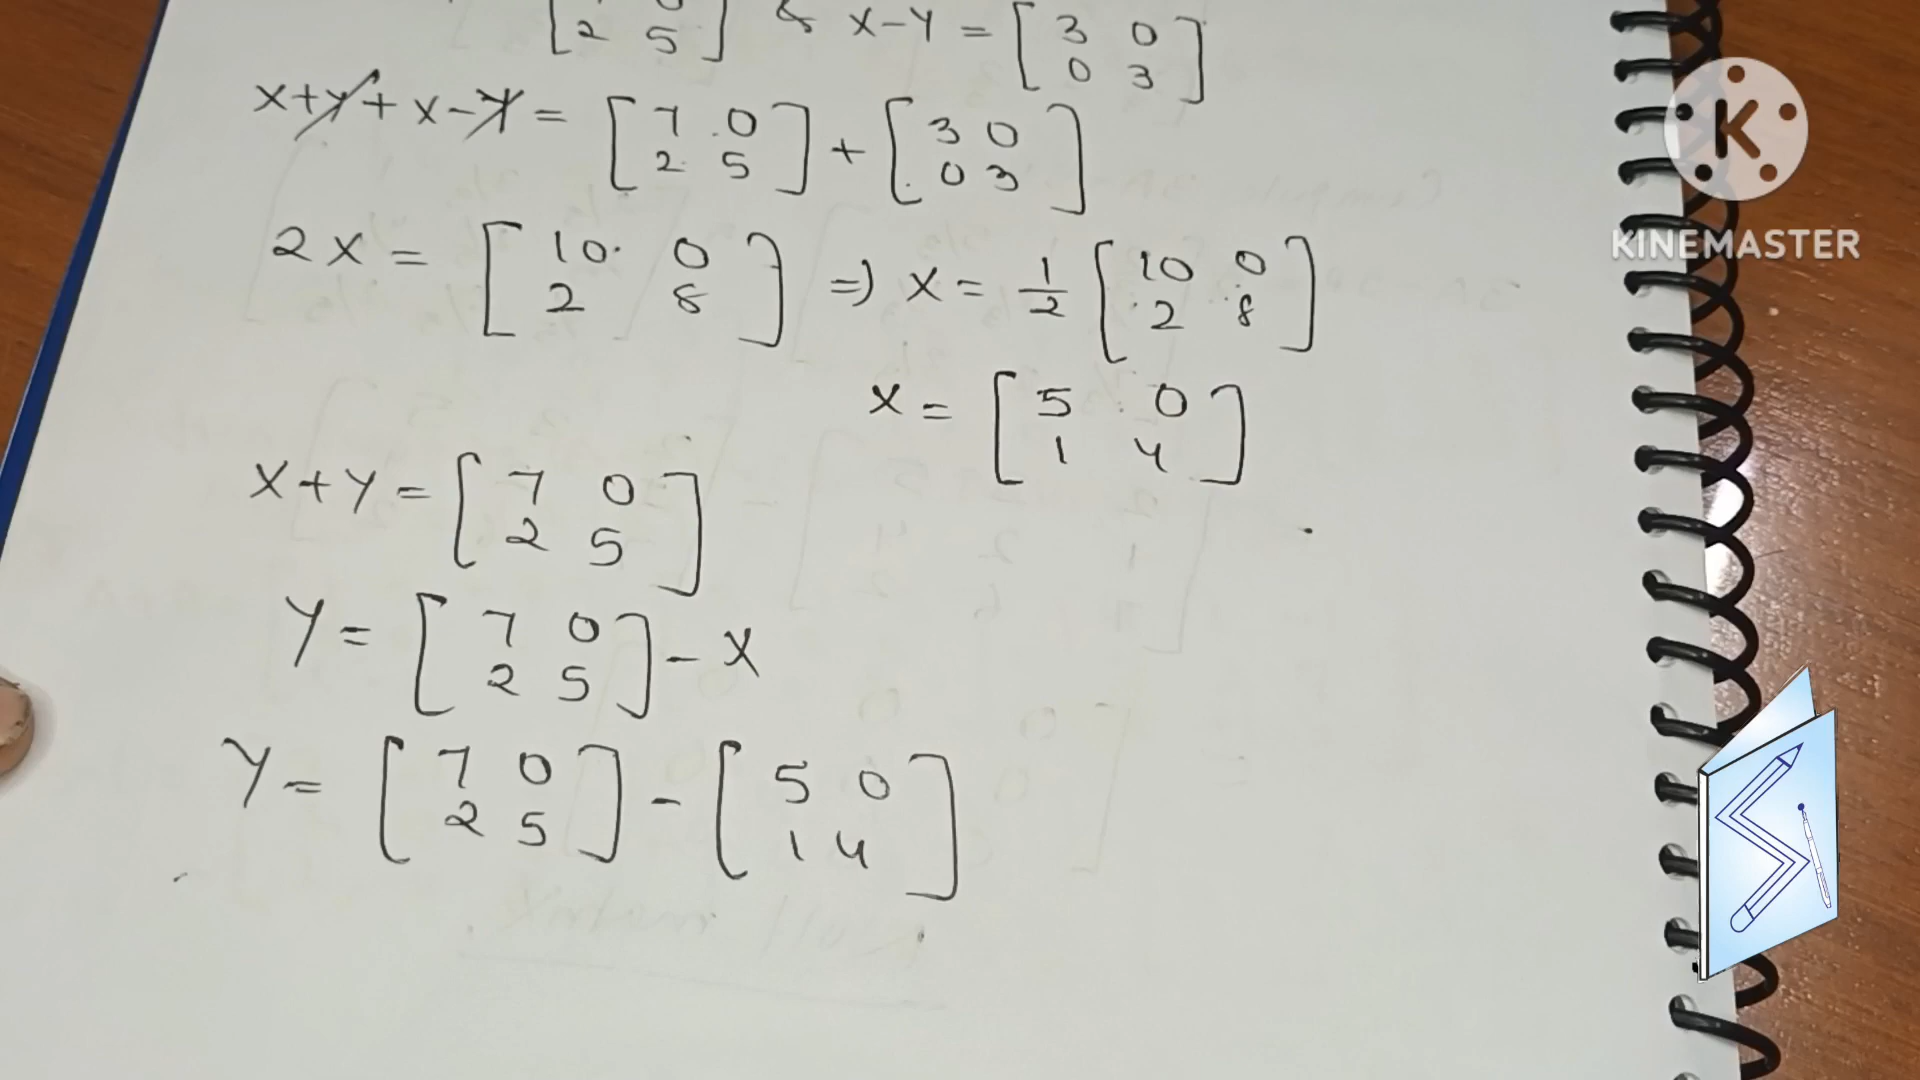 [2 5] & x-y = [3 0
0 3]
x+y+x-y = [7 0
2 5] + [3 0
0 3]
2x = [10 0
2 8] => x = 1/2 [10 0
2 8]
x = [5 0
1 4]
x+y = [7 0
2 5]
y = [7 0
2 5] - x
y = [7 0
2 5] - [5 0
1 4]
KINEMASTER